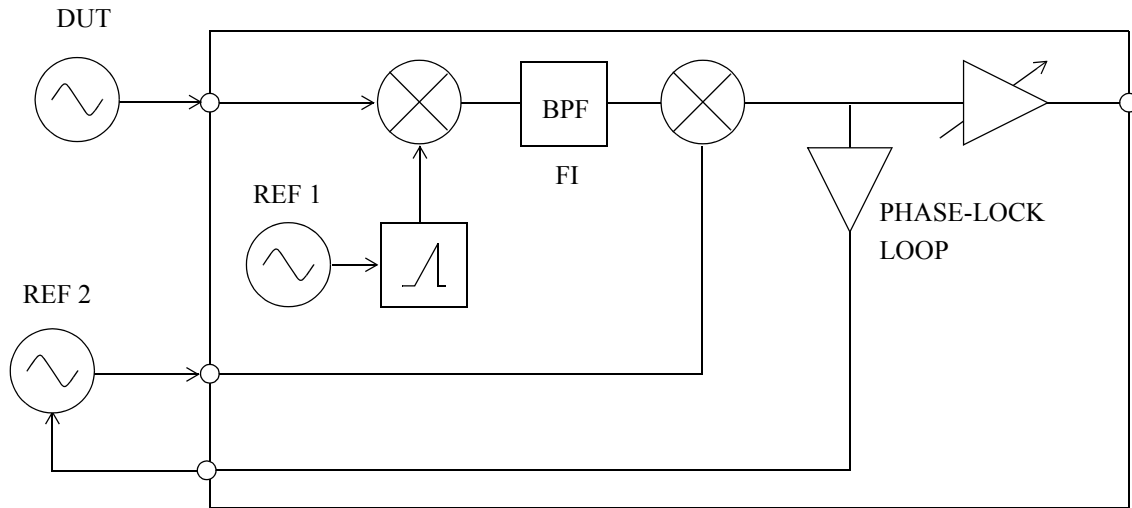 DUT
BPF
FI
REF 1
PHASE-LOCK
LOOP
REF 2